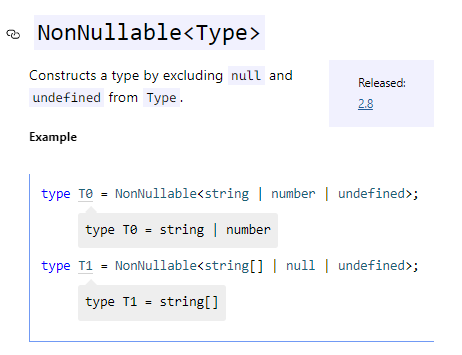 NonNullable<Type>
Constructs a type by excluding null and
undefined from Type.
Released:
2.8
Example
type T0 = NonNullable<string | number | undefined>;
type T0 = string | number
type T1 = NonNullable<string[] | null | undefined>;
type T1 = string[]